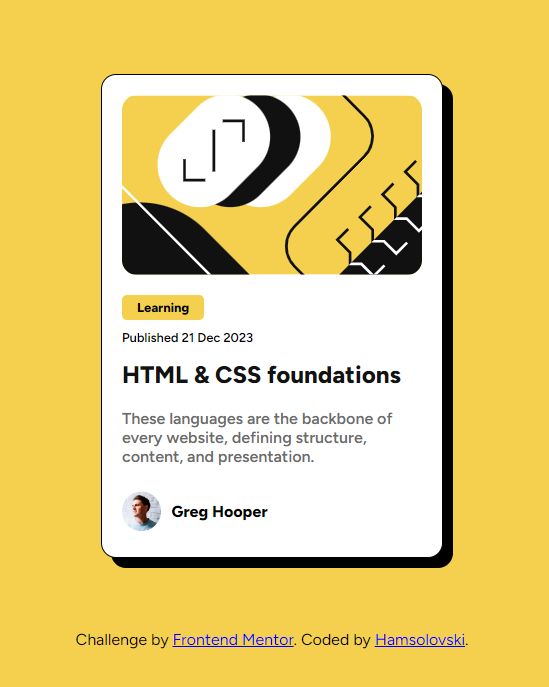 Learning
Published 21 Dec 2023
HTML & CSS foundations
These languages are the backbone of
every website, defining structure,
content, and presentation.
Greg Hooper
Challenge by Frontend Mentor. Coded by Hamsolovski.